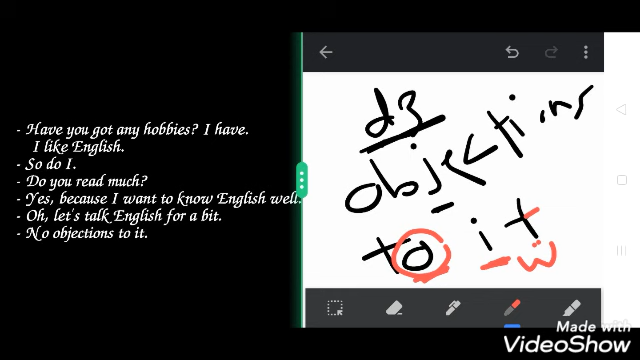 - Have you got any hobbies? I have.
I like English.
- So do I.
- Do you read much?
- Yes, because I want to know English well.
- Oh, let's talk English for a bit.
- No objections to it.
d3
objections
to it
w
Made with
VideoShow